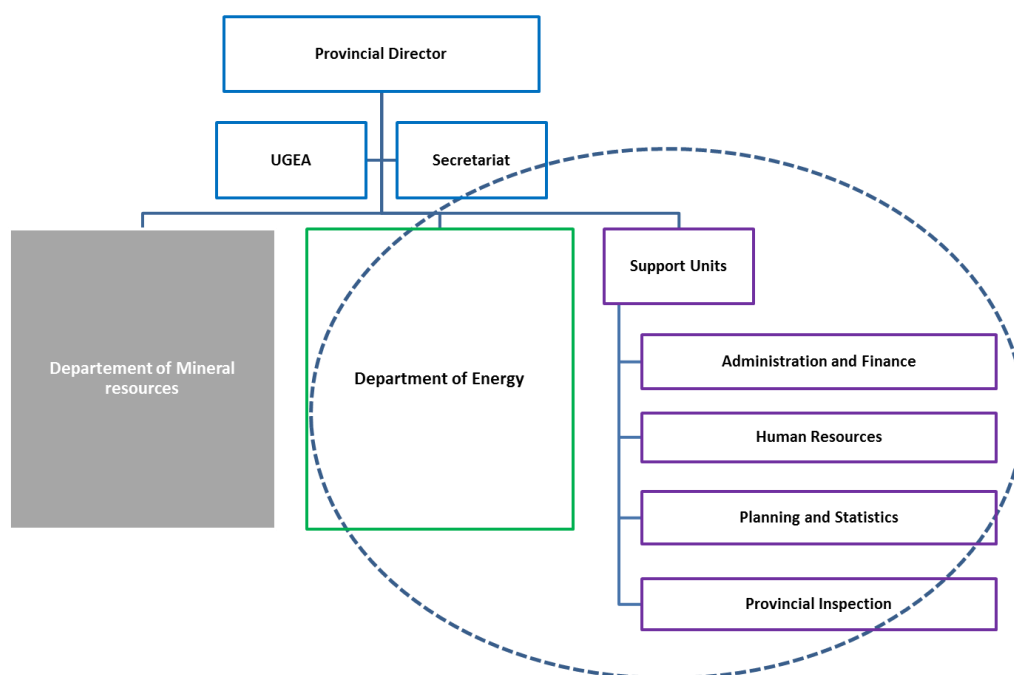 Provincial Director
UGEA
Secretariat
Departement of Mineral
resources
Department of Energy
Support Units
Administration and Finance
Human Resources
Planning and Statistics
Provincial Inspection